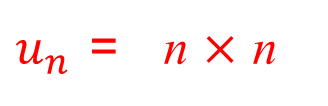 uₙ = n × n